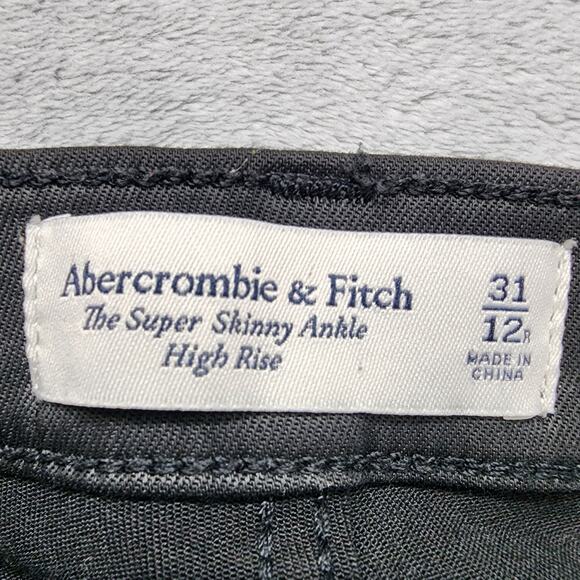 Abercrombie & Fitch
The Super Skinny Ankle
High Rise
31
12R
MADE IN
CHINA